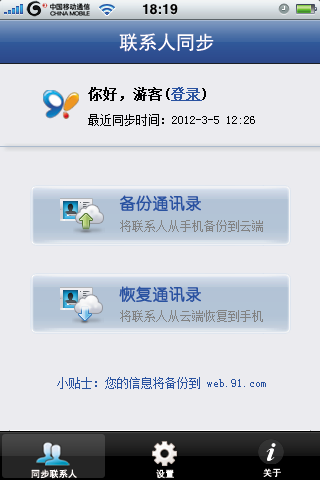 中国移动通信
CHINA MOBILE
18:19
联系人同步
你好，游客(登录)
最近同步时间：2012-3-5 12:26
备份通讯录
将联系人从手机备份到云端
恢复通讯录
将联系人从云端恢复到手机
小贴士：您的信息将备份到 web.91.com
同步联系人
设置
关于